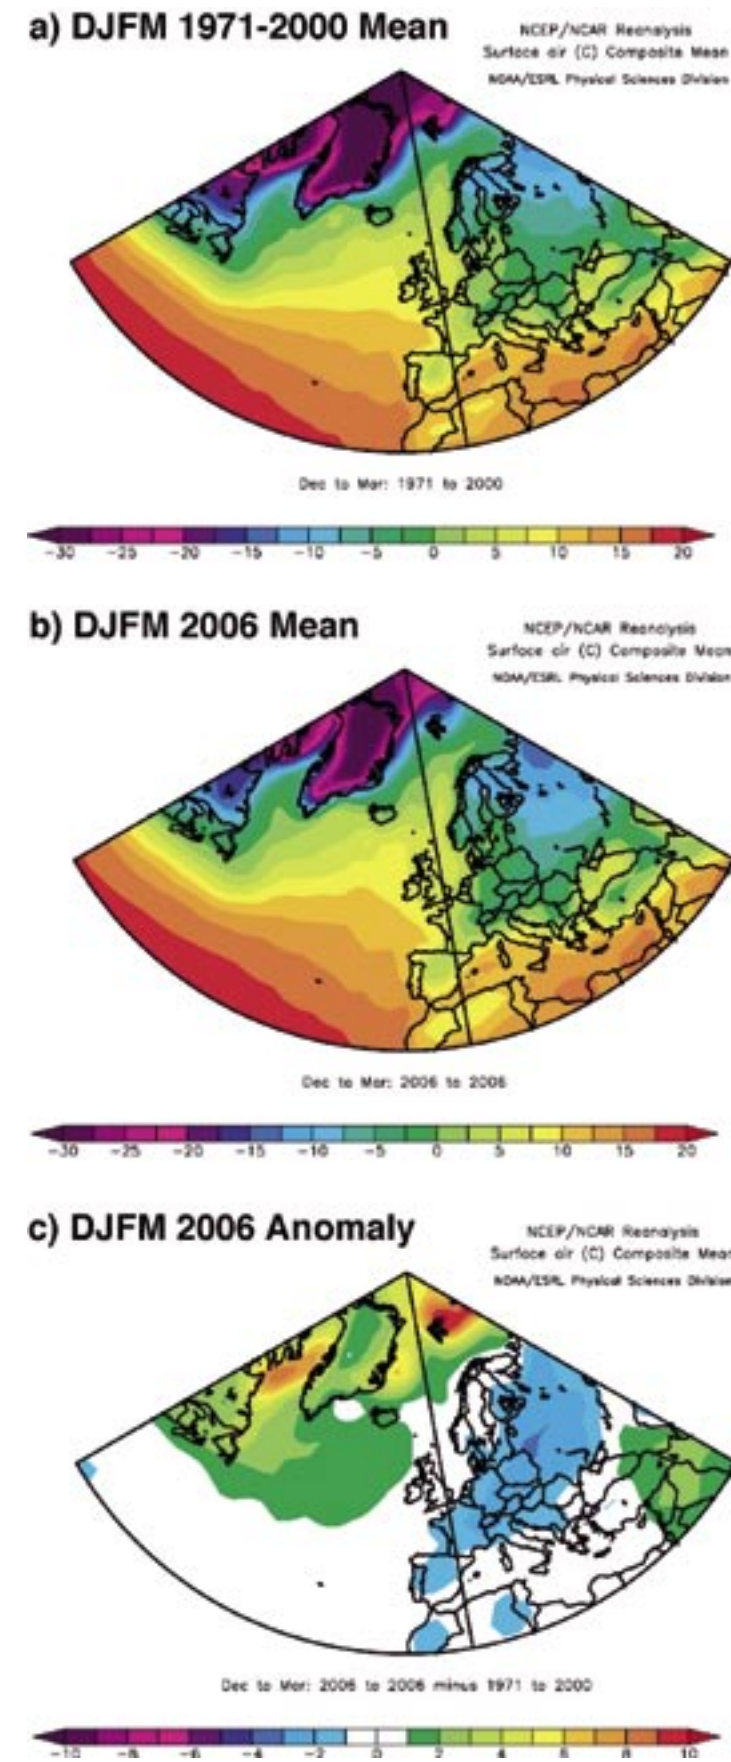 a) DJFM 1971-2000 Mean
NCEP/NCAR Reanalysis
Surface air (C) Composite Mean
NOAA/ESRL Physical Sciences Division
Dec to Mar: 1971 to 2000
-30 -25 -20 -15 -10 -5 0 5 10 15 20
b) DJFM 2006 Mean
NCEP/NCAR Reanalysis
Surface air (C) Composite Mean
NOAA/ESRL Physical Sciences Division
Dec to Mar: 2006 to 2006
-30 -25 -20 -15 -10 -5 0 5 10 15 20
c) DJFM 2006 Anomaly
NCEP/NCAR Reanalysis
Surface air (C) Composite Mean
NOAA/ESRL Physical Sciences Division
Dec to Mar: 2006 to 2006 minus 1971 to 2000
-10 -8 -6 -4 -2 0 2 4 6 8 10